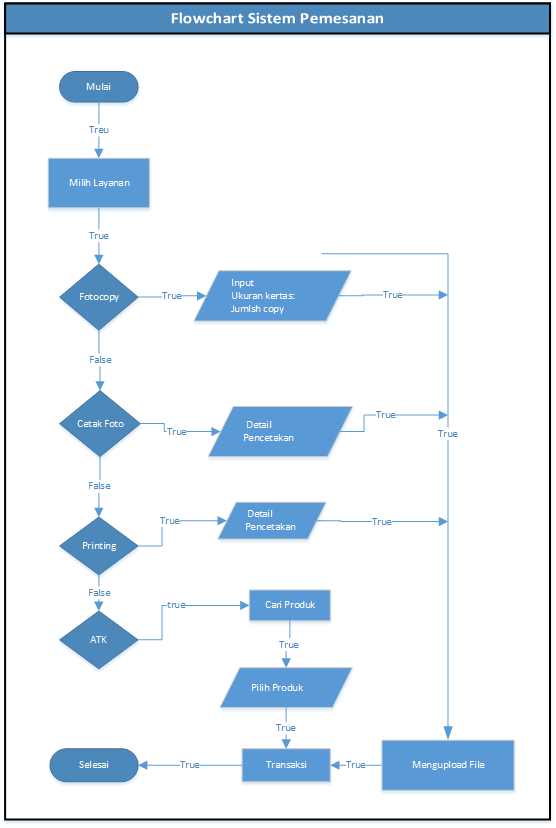 Flowchart Sistem Pemesanan
Mulai
Treu
Milih Layanan
True
Fotocopy
True
Input
Ukuran kertas:
Jumlsh copy
True
False
Cetak Foto
True
Detail
Pencetakan
True
True
False
Printing
True
Detail
Pencetakan
True
False
ATK
true
Cari Produk
True
Pilih Produk
True
Selesai
True
Transaksi
True
Mengupload File